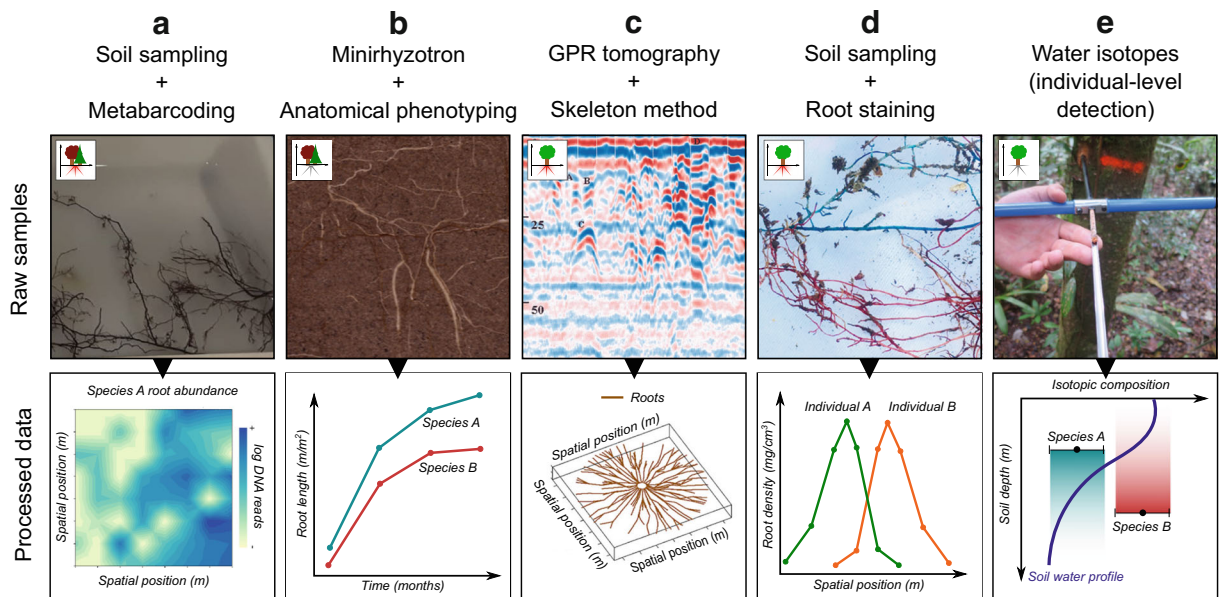 a
Soil sampling
+
Metabarcoding
b
Minirhyzotron
+
Anatomical phenotyping
c
GPR tomography
+
Skeleton method
d
Soil sampling
+
Root staining
e
Water isotopes
(individual-level
detection)
Raw samples
D
B
C
25
50
Processed data
Species A root abundance
Spatial position (m)
Spatial position (m)
+
log DNA reads
-
Root length (m/m²)
Species A
Species B
Time (months)
Roots
Spatial position (m)
Spatial position (m)
Spatial position (m)
Root density (mg/cm³)
Individual A
Individual B
Spatial position (m)
Isotopic composition
Soil depth (m)
Species A
Species B
Soil water profile